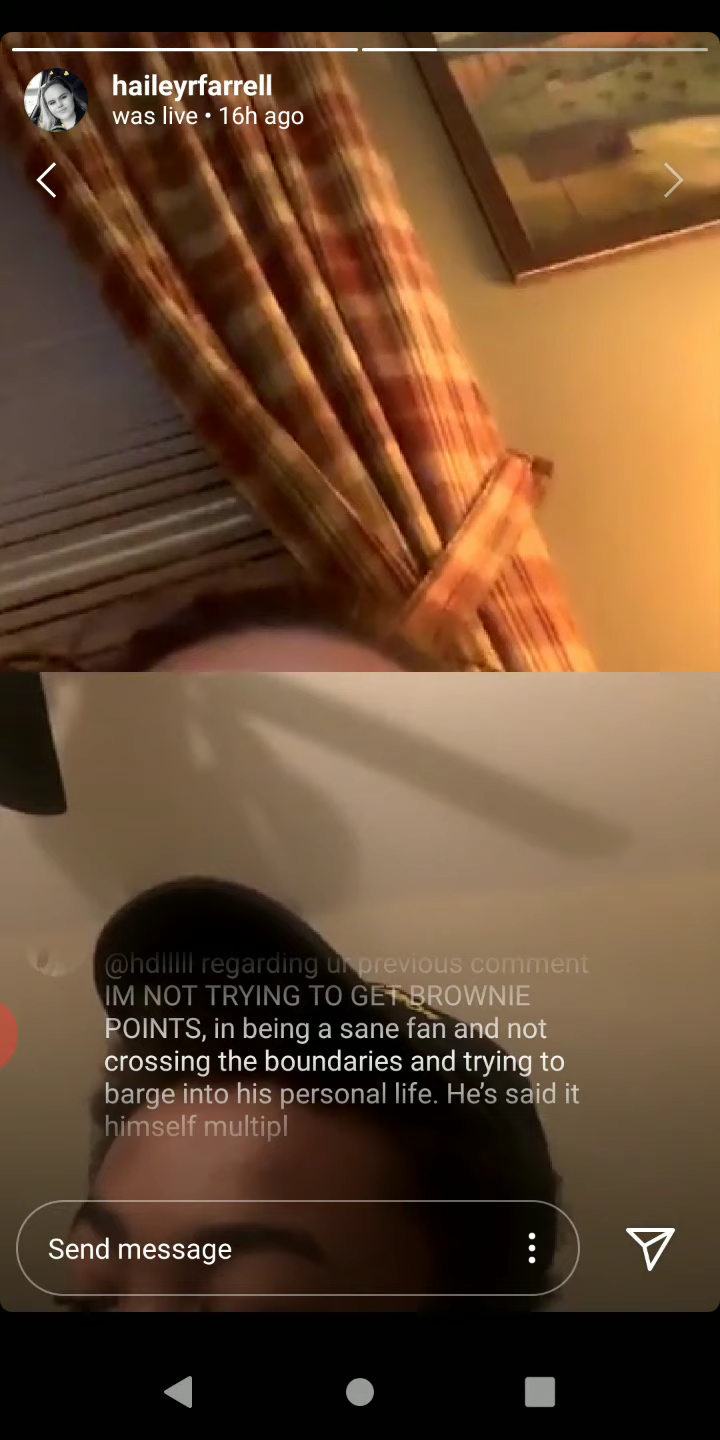 haileyrfarrell
was live • 16h ago
@hdlllll regarding ur previous comment
IM NOT TRYING TO GET BROWNIE
POINTS, in being a sane fan and not
crossing the boundaries and trying to
barge into his personal life. He’s said it
himself multipl
Send message